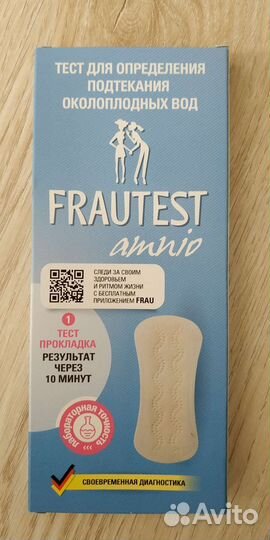 ТЕСТ ДЛЯ ОПРЕДЕЛЕНИЯ
ПОДТЕКАНИЯ
ОКОЛОПЛОДНЫХ ВОД
FRAUTEST
amnio
СЛЕДИ ЗА СВОИМ
ЗДОРОВЬЕМ
И РИТМОМ ЖИЗНИ
С БЕСПЛАТНЫМ
ПРИЛОЖЕНИЕМ FRAU
1
ТЕСТ
ПРОКЛАДКА
РЕЗУЛЬТАТ
ЧЕРЕЗ
10 МИНУТ
лабораторная точность
СВОЕВРЕМЕННАЯ ДИАГНОСТИКА
Avito